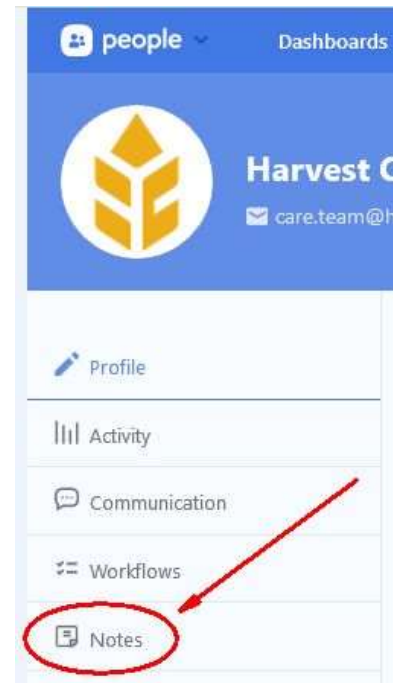 people Dashboards
Harvest
care.team@h
Profile
Activity
Communication
Workflows
Notes